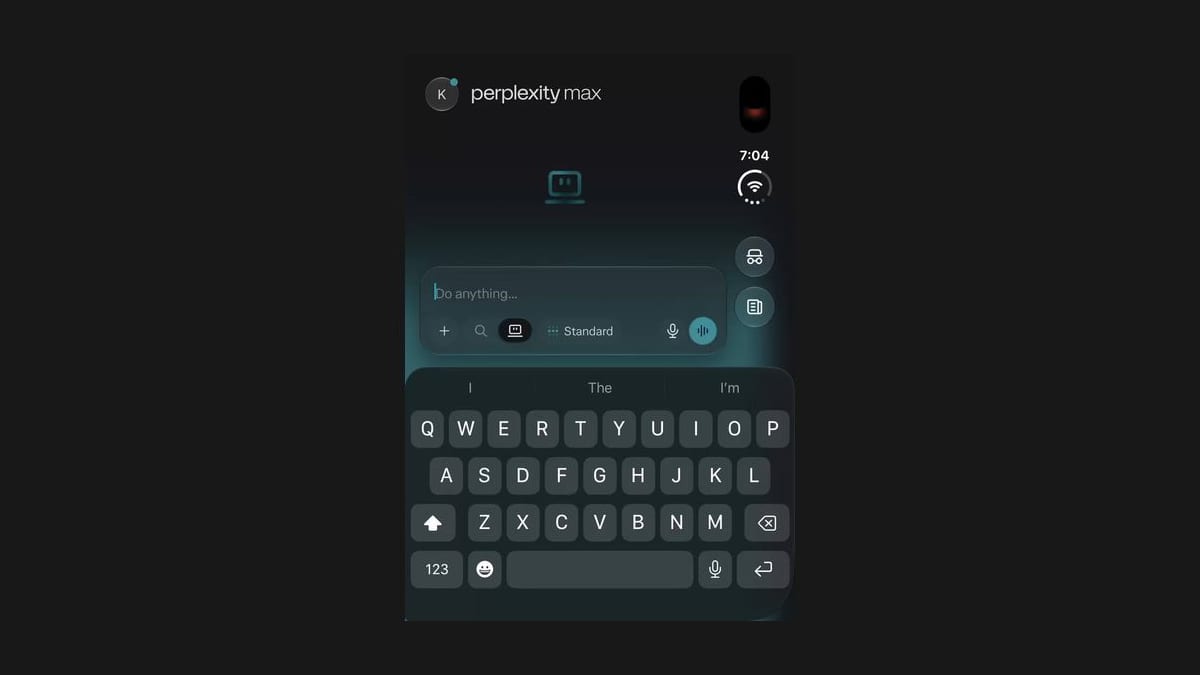 K
perplexity max
7:04
Do anything...
Standard
I The I'm
Q W E R T Y U I O P
A S D F G H J K L
Z X C V B N M
123